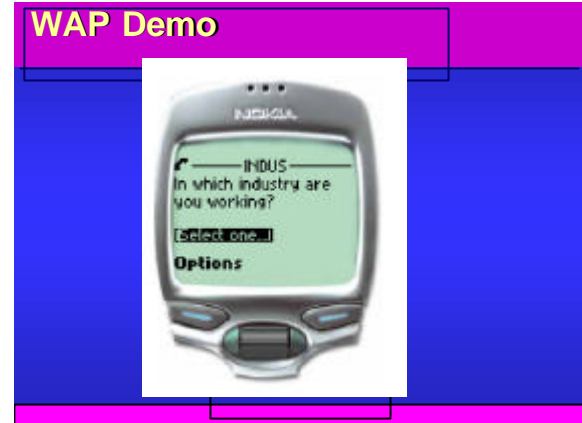 WAP Demo
NOKIA
INDUS
In which industry are
you working?
[Select one..]
Options